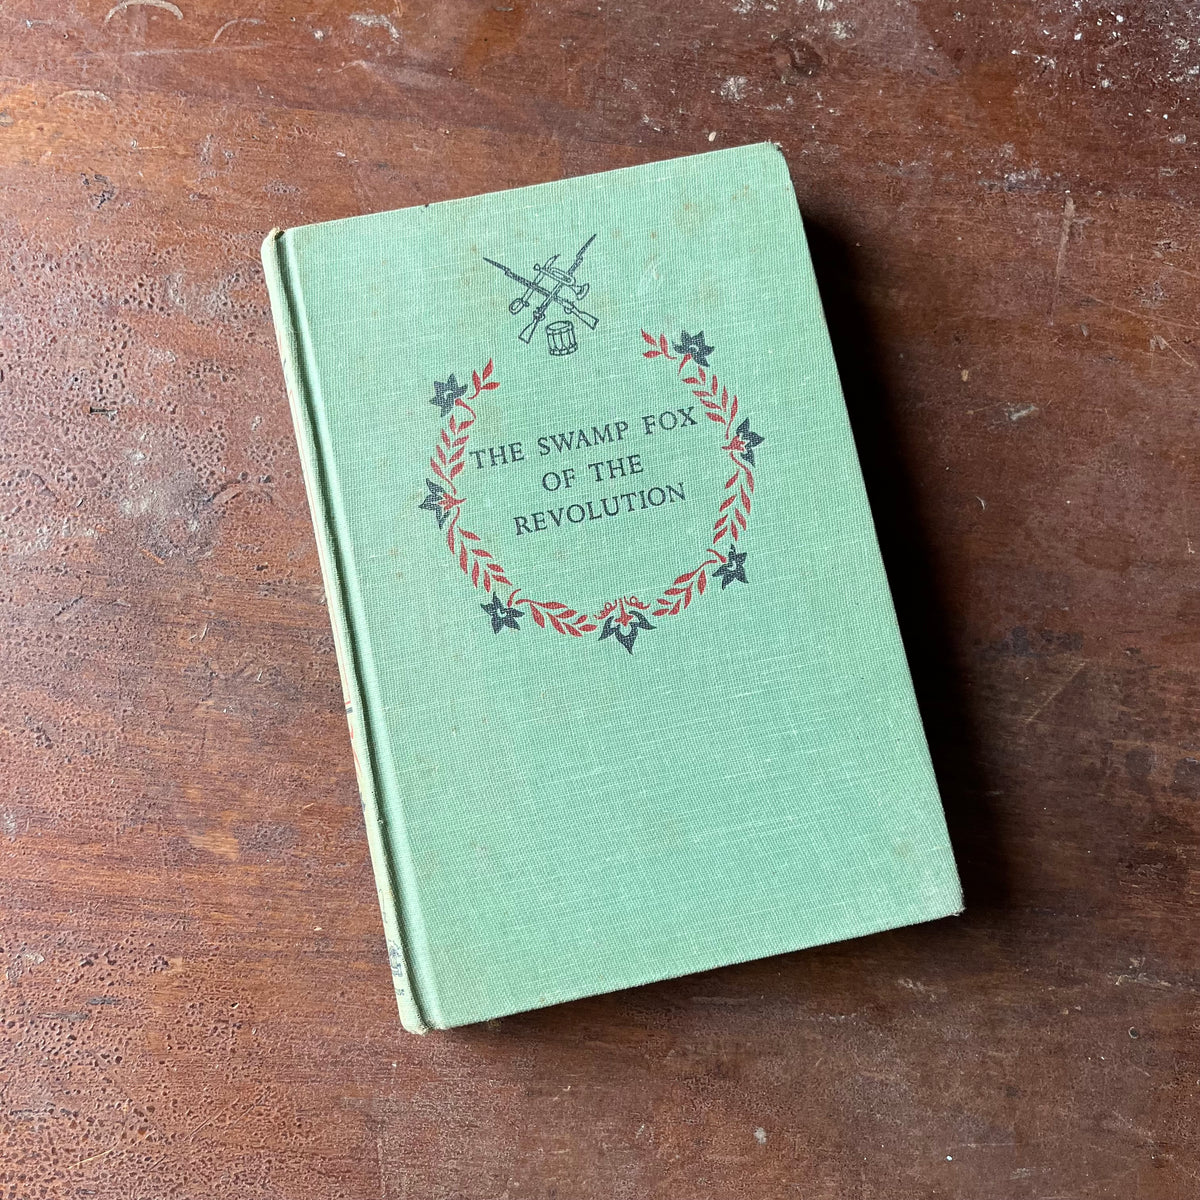 THE SWAMP FOX
OF THE
REVOLUTION